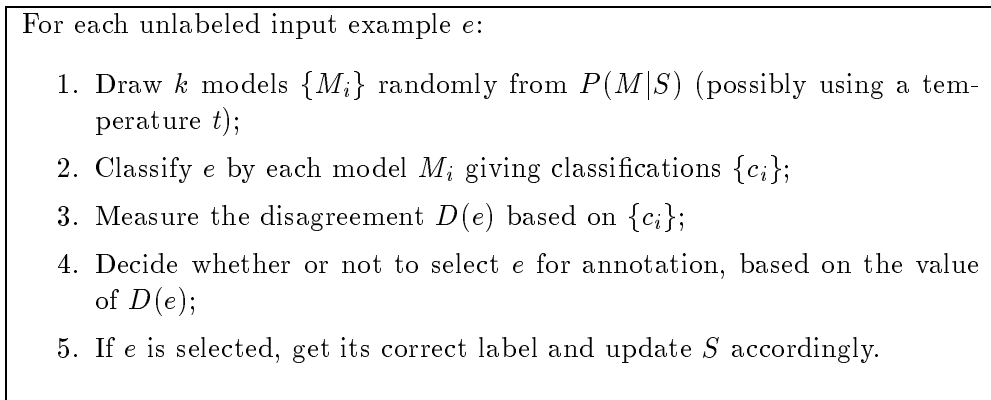 For each unlabeled input example e:
1. Draw k models {M_i} randomly from P(M|S) (possibly using a tem-
perature t);
2. Classify e by each model M_i giving classifications {c_i};
3. Measure the disagreement D(e) based on {c_i};
4. Decide whether or not to select e for annotation, based on the value
of D(e);
5. If e is selected, get its correct label and update S accordingly.